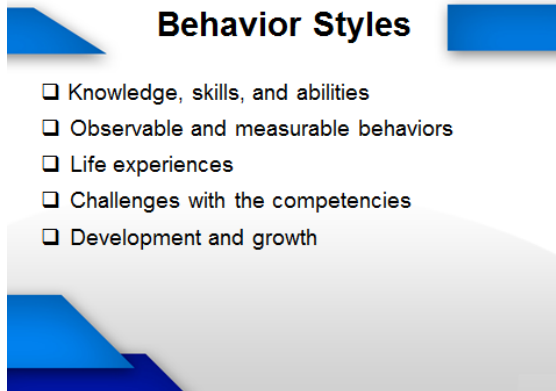 Behavior Styles
❑ Knowledge, skills, and abilities
❑ Observable and measurable behaviors
❑ Life experiences
❑ Challenges with the competencies
❑ Development and growth